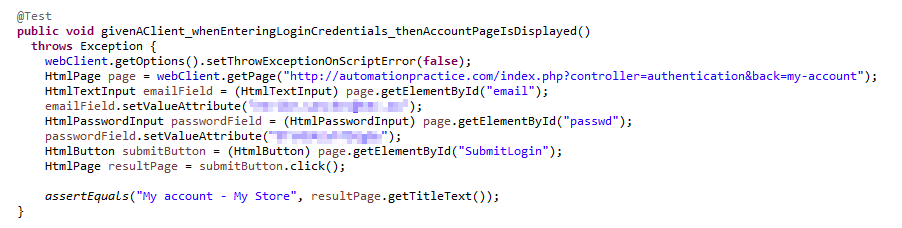 @Test
public void givenAClient_whenEnteringLoginCredentials_thenAccountPageIsDisplayed()
throws Exception {
webClient.getOptions().setThrowExceptionOnScriptError(false);
HtmlPage page = webClient.getPage("http://automationpractice.com/index.php?controller=authentication&back=my-account");
HtmlTextInput emailField = (HtmlTextInput) page.getElementById("email");
emailField.setValueAttribute("");
HtmlPasswordInput passwordField = (HtmlPasswordInput) page.getElementById("passwd");
passwordField.setValueAttribute("");
HtmlButton submitButton = (HtmlButton) page.getElementById("SubmitLogin");
HtmlPage resultPage = submitButton.click();
assertEquals("My account - My Store", resultPage.getTitleText());
}